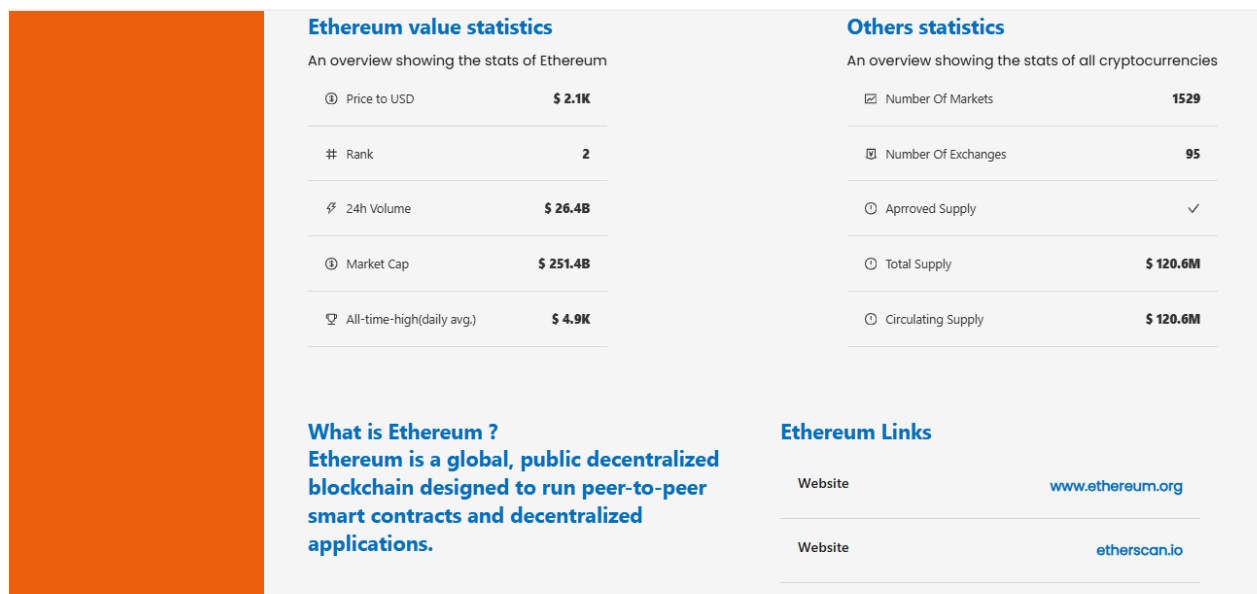 Ethereum value statistics
An overview showing the stats of Ethereum
Price to USD $ 2.1K
Rank 2
24h Volume $ 26.4B
Market Cap $ 251.4B
All-time-high(daily avg.) $ 4.9K
Others statistics
An overview showing the stats of all cryptocurrencies
Number Of Markets 1529
Number Of Exchanges 95
Aprroved Supply
Total Supply $ 120.6M
Circulating Supply $ 120.6M
What is Ethereum ?
Ethereum is a global, public decentralized
blockchain designed to run peer-to-peer
smart contracts and decentralized
applications.
Ethereum Links
Website www.ethereum.org
Website etherscan.io